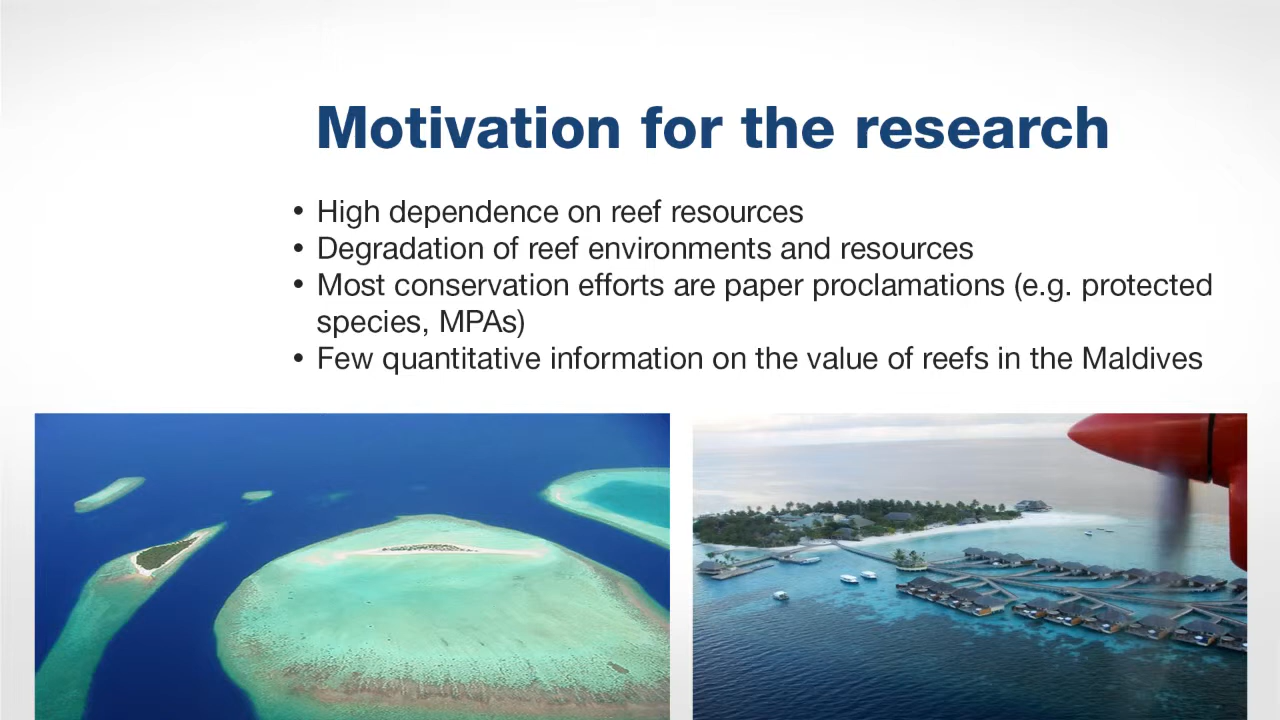 Motivation for the research
• High dependence on reef resources
• Degradation of reef environments and resources
• Most conservation efforts are paper proclamations (e.g. protected
species, MPAs)
• Few quantitative information on the value of reefs in the Maldives